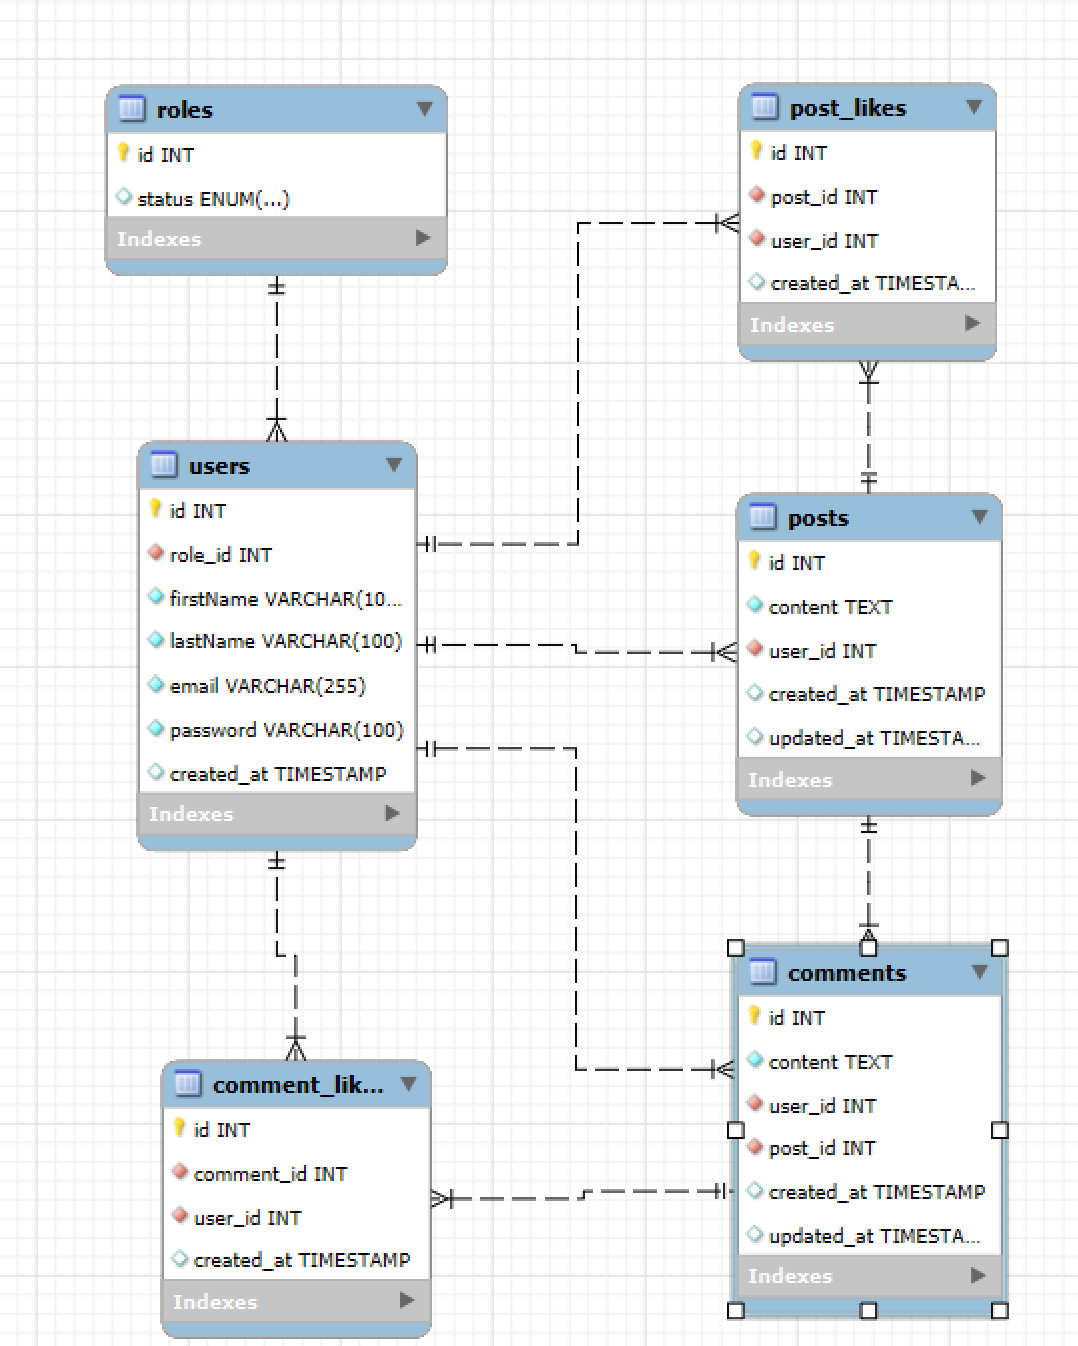 roles
id INT
status ENUM(...)
Indexes
post_likes
id INT
post_id INT
user_id INT
created_at TIMESTA...
Indexes
users
id INT
role_id INT
firstName VARCHAR(10...
lastName VARCHAR(100)
email VARCHAR(255)
password VARCHAR(100)
created_at TIMESTAMP
Indexes
posts
id INT
content TEXT
user_id INT
created_at TIMESTAMP
updated_at TIMESTA...
Indexes
comment_lik...
id INT
comment_id INT
user_id INT
created_at TIMESTAMP
Indexes
comments
id INT
content TEXT
user_id INT
post_id INT
created_at TIMESTAMP
updated_at TIMESTA...
Indexes